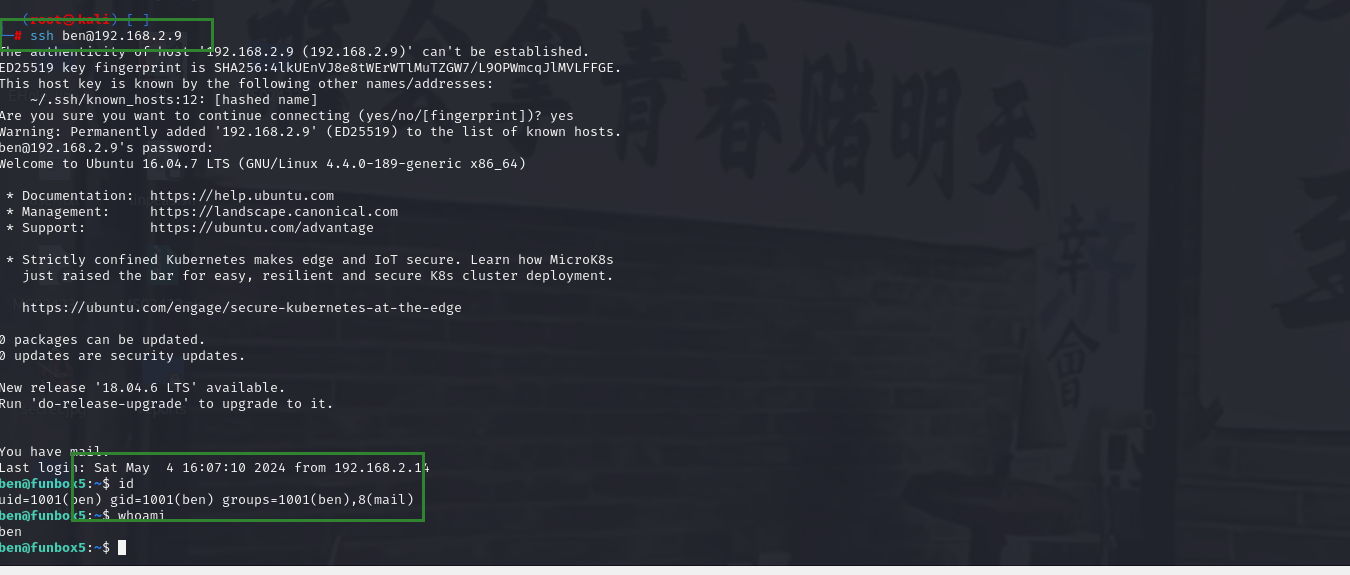 (root㉿kali)-[~]
─# ssh ben@192.168.2.9
The authenticity of host '192.168.2.9 (192.168.2.9)' can't be established.
ED25519 key fingerprint is SHA256:4lkUEnVJ8e8tWErWTlMuTZGW7/L9OPWmcqJlMVLFFGE.
This host key is known by the following other names/addresses:
    ~/.ssh/known_hosts:12: [hashed name]
Are you sure you want to continue connecting (yes/no/[fingerprint])? yes
Warning: Permanently added '192.168.2.9' (ED25519) to the list of known hosts.
ben@192.168.2.9's password:
Welcome to Ubuntu 16.04.7 LTS (GNU/Linux 4.4.0-189-generic x86_64)
 * Documentation:  https://help.ubuntu.com
 * Management:     https://landscape.canonical.com
 * Support:        https://ubuntu.com/advantage
 * Strictly confined Kubernetes makes edge and IoT secure. Learn how MicroK8s
   just raised the bar for easy, resilient and secure K8s cluster deployment.
   https://ubuntu.com/engage/secure-kubernetes-at-the-edge
0 packages can be updated.
0 updates are security updates.
New release '18.04.6 LTS' available.
Run 'do-release-upgrade' to upgrade to it.
You have mail.
Last login: Sat May  4 16:07:10 2024 from 192.168.2.14
ben@funbox5:~$ id
uid=1001(ben) gid=1001(ben) groups=1001(ben),8(mail)
ben@funbox5:~$ whoami
ben
ben@funbox5:~$
拿青春赌明天
會